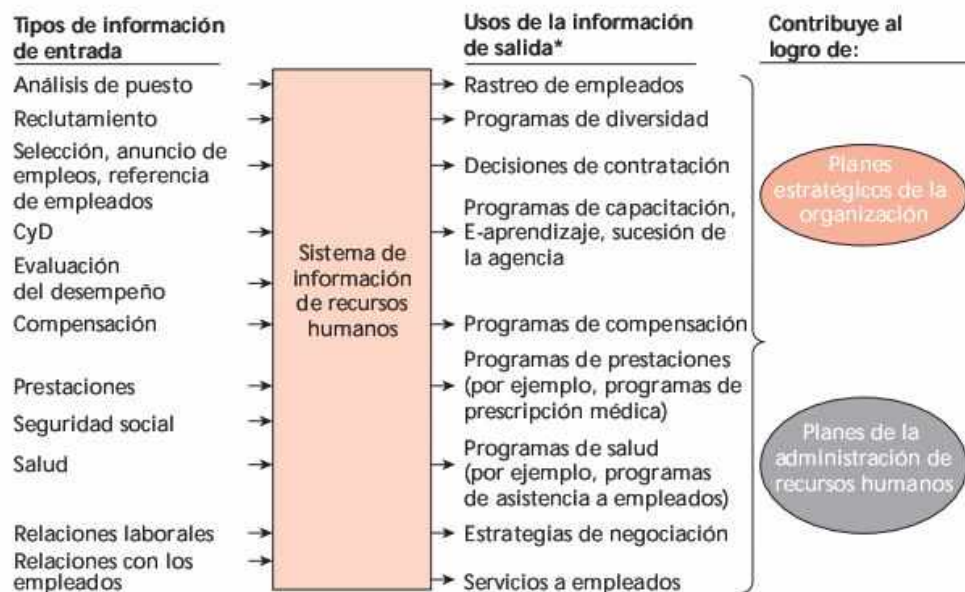 Tipos de información
de entrada
Análisis de puesto
Reclutamiento
Selección, anuncio de
empleos, referencia
de empleados
CyD
Evaluación
del desempeño
Compensación
Prestaciones
Seguridad social
Salud
Relaciones laborales
Relaciones con los
empleados
Sistema de
información
de recursos
humanos
Usos de la información
de salida*
Rastreo de empleados
Programas de diversidad
Decisiones de contratación
Programas de capacitación,
E-aprendizaje, sucesión de
la agencia
Programas de compensación
Programas de prestaciones
(por ejemplo, programas de
prescripción médica)
Programas de salud
(por ejemplo, programas
de asistencia a empleados)
Estrategias de negociación
Servicios a empleados
Contribuye al
logro de:
Planes
estratégicos de la
organización
Planes de la
administración de
recursos humanos